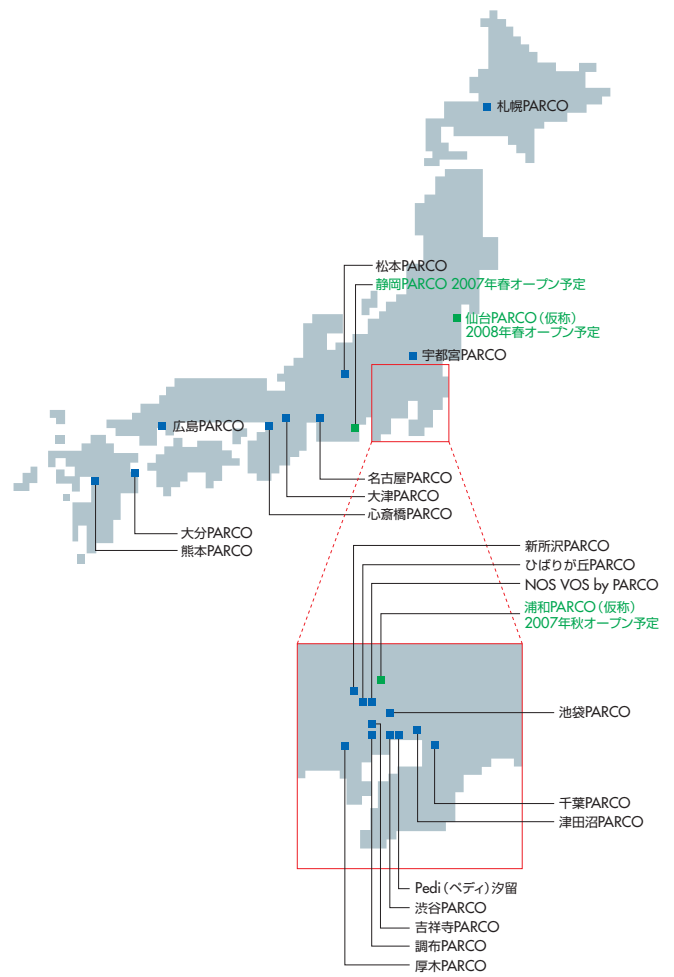 札幌PARCO
松本PARCO
静岡PARCO 2007年春オープン予定
仙台PARCO（仮称）
2008年春オープン予定
宇都宮PARCO
広島PARCO
名古屋PARCO
大津PARCO
心斎橋PARCO
大分PARCO
熊本PARCO
新所沢PARCO
ひばりが丘PARCO
NOS VOS by PARCO
浦和PARCO（仮称）
2007年秋オープン予定
池袋PARCO
千葉PARCO
津田沼PARCO
Pedi（ペディ）汐留
渋谷PARCO
吉祥寺PARCO
調布PARCO
厚木PARCO